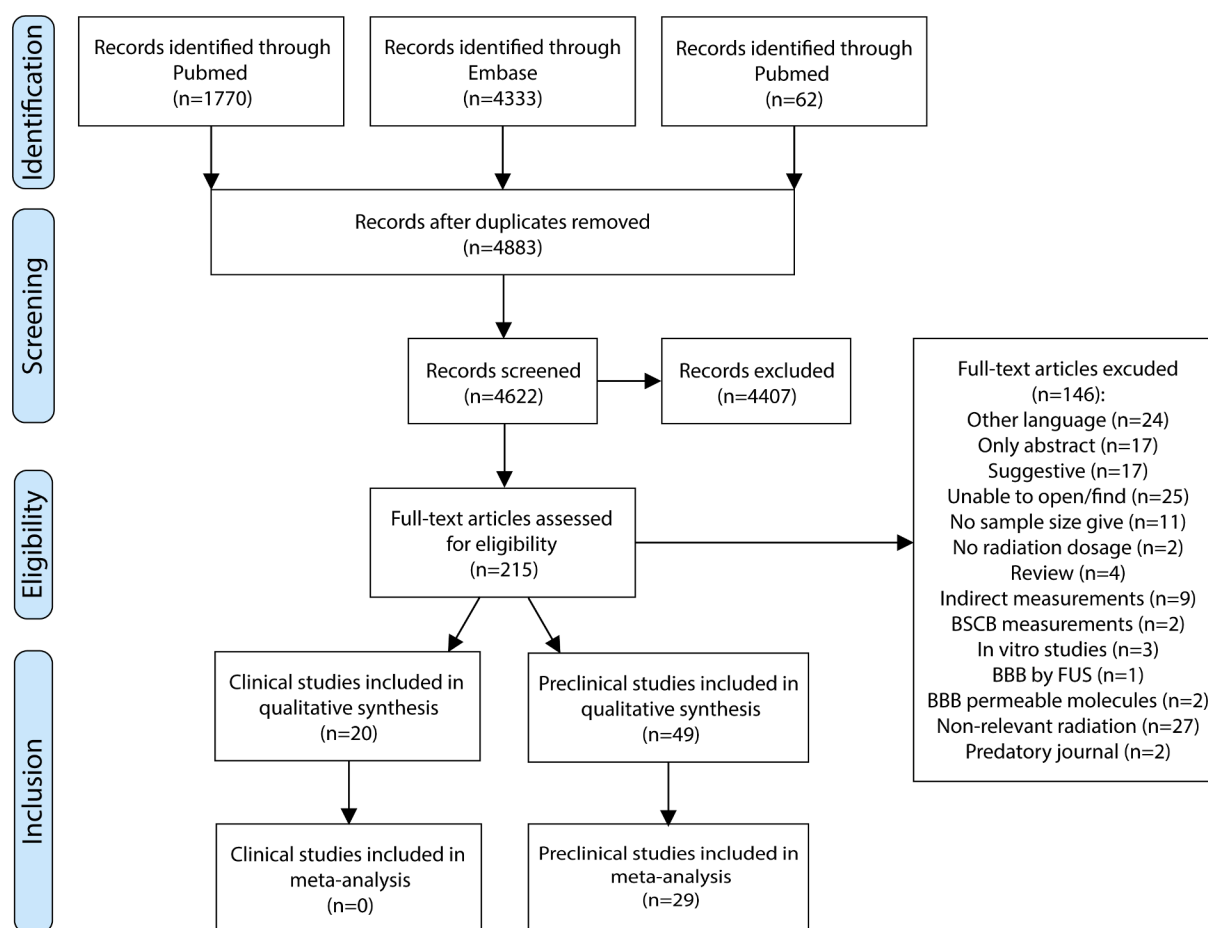 Identification
Records identified through
Pubmed
(n=1770)
Records identified through
Embase
(n=4333)
Records identified through
Pubmed
(n=62)
Screening
Records after duplicates removed
(n=4883)
Records screened
(n=4622)
Records excluded
(n=4407)
Eligibility
Full-text articles assessed
for eligibility
(n=215)
Full-text articles excuded
(n=146):
Other language (n=24)
Only abstract (n=17)
Suggestive (n=17)
Unable to open/find (n=25)
No sample size give (n=11)
No radiation dosage (n=2)
Review (n=4)
Indirect measurements (n=9)
BSCB measurements (n=2)
In vitro studies (n=3)
BBB by FUS (n=1)
BBB permeable molecules (n=2)
Non-relevant radiation (n=27)
Predatory journal (n=2)
Inclusion
Clinical studies included in
qualitative synthesis
(n=20)
Preclinical studies included in
qualitative synthesis
(n=49)
Clinical studies included in
meta-analysis
(n=0)
Preclinical studies included in
meta-analysis
(n=29)